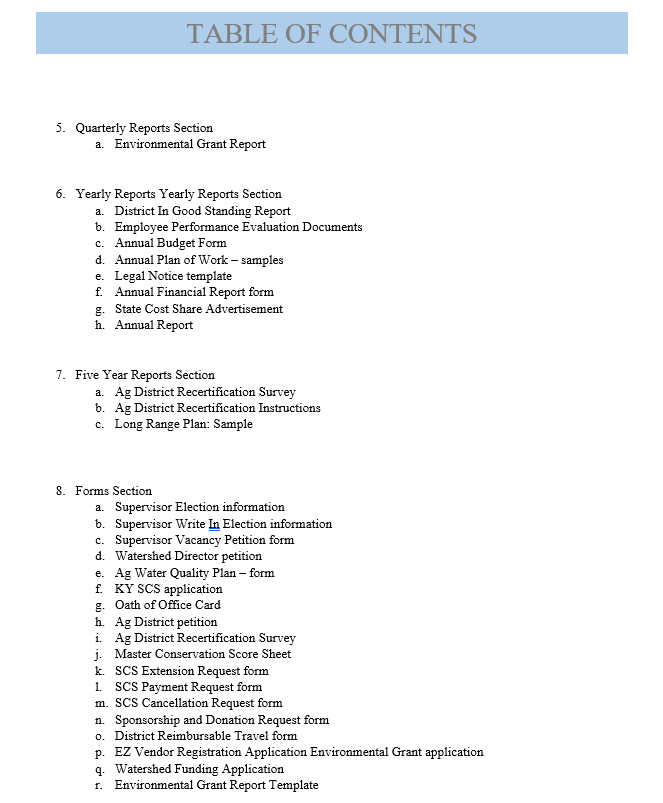 TABLE OF CONTENTS
5. Quarterly Reports Section
a. Environmental Grant Report
6. Yearly Reports Yearly Reports Section
a. District In Good Standing Report
b. Employee Performance Evaluation Documents
c. Annual Budget Form
d. Annual Plan of Work – samples
e. Legal Notice template
f. Annual Financial Report form
g. State Cost Share Advertisement
h. Annual Report
7. Five Year Reports Section
a. Ag District Recertification Survey
b. Ag District Recertification Instructions
c. Long Range Plan: Sample
8. Forms Section
a. Supervisor Election information
b. Supervisor Write In Election information
c. Supervisor Vacancy Petition form
d. Watershed Director petition
e. Ag Water Quality Plan – form
f. KY SCS application
g. Oath of Office Card
h. Ag District petition
i. Ag District Recertification Survey
j. Master Conservation Score Sheet
k. SCS Extension Request form
l. SCS Payment Request form
m. SCS Cancellation Request form
n. Sponsorship and Donation Request form
o. District Reimbursable Travel form
p. EZ Vendor Registration Application Environmental Grant application
q. Watershed Funding Application
r. Environmental Grant Report Template